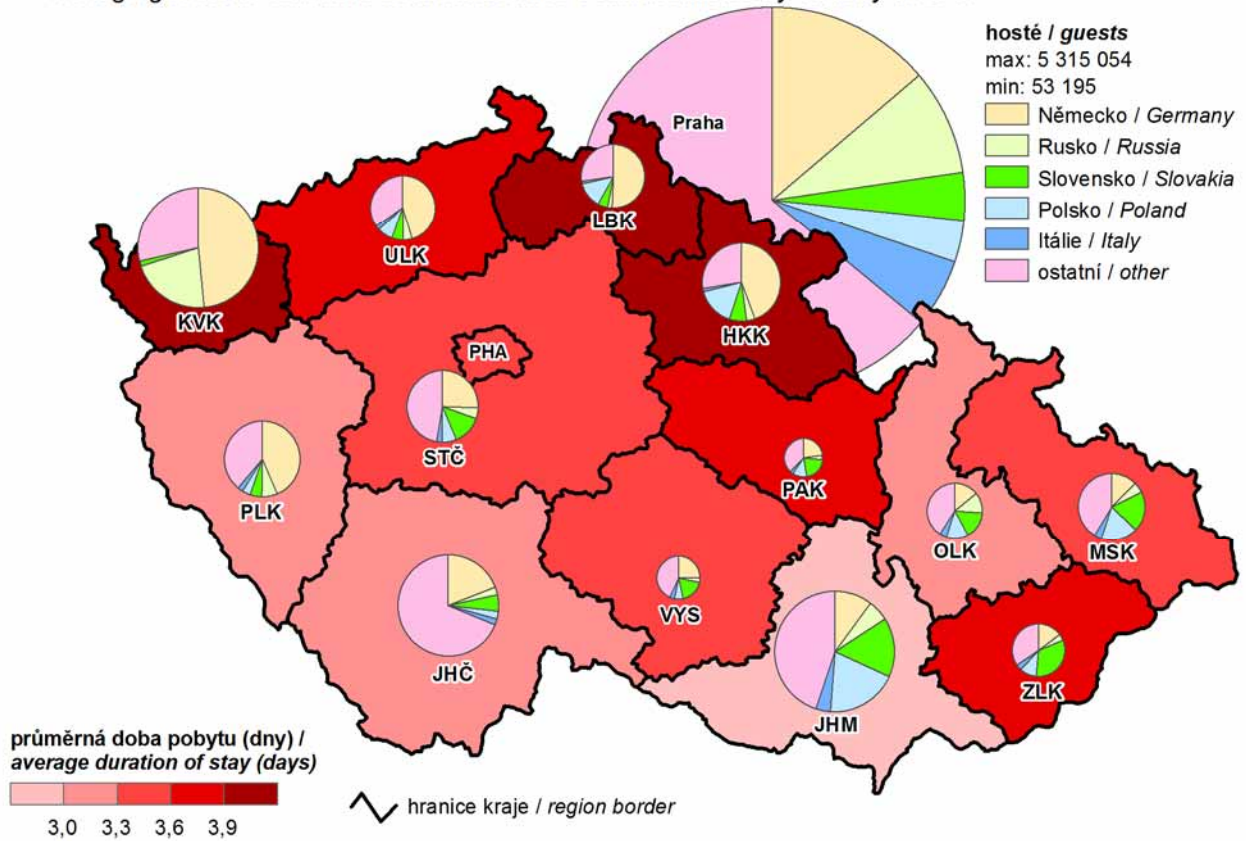 hosté / guests
max: 5 315 054
min: 53 195
Německo / Germany
Rusko / Russia
Slovensko / Slovakia
Polsko / Poland
Itálie / Italy
ostatní / other
Praha
LBK
ULK
KVK
HKK
PHA
STČ
PLK
PAK
OLK
MSK
VYS
JHČ
ZLK
JHM
průměrná doba pobytu (dny) /
average duration of stay (days)
3,0 3,3 3,6 3,9
hranice kraje / region border